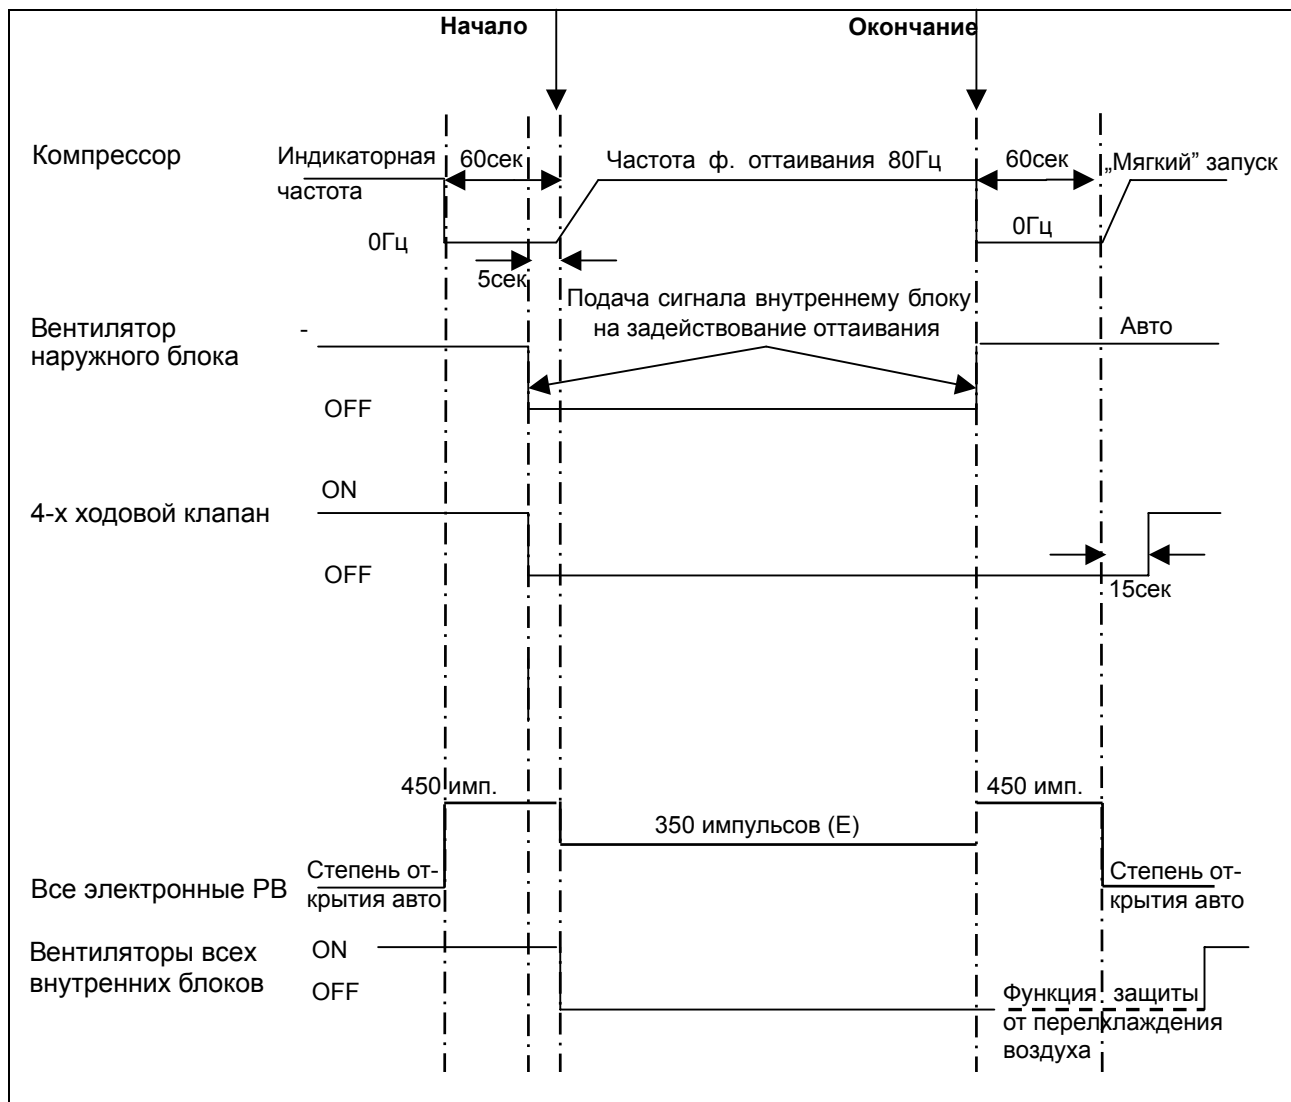 Начало
Окончание
Компрессор
Индикаторная
частота
60сек
Частота ф. оттаивания 80Гц
60сек
„Мягкий” запуск
0Гц
0Гц
5сек
Подача сигнала внутреннему блоку
на задействование оттаивания
Вентилятор
наружного блока
-
Авто
OFF
ON
4-х ходовой клапан
OFF
15сек
450 имп.
450 имп.
350 импульсов (E)
Все электронные РВ
Степень от-
крытия авто
Степень от-
крытия авто
Вентиляторы всех
внутренних блоков
ON
OFF
Функция защиты
от перелхлаждения
воздуха